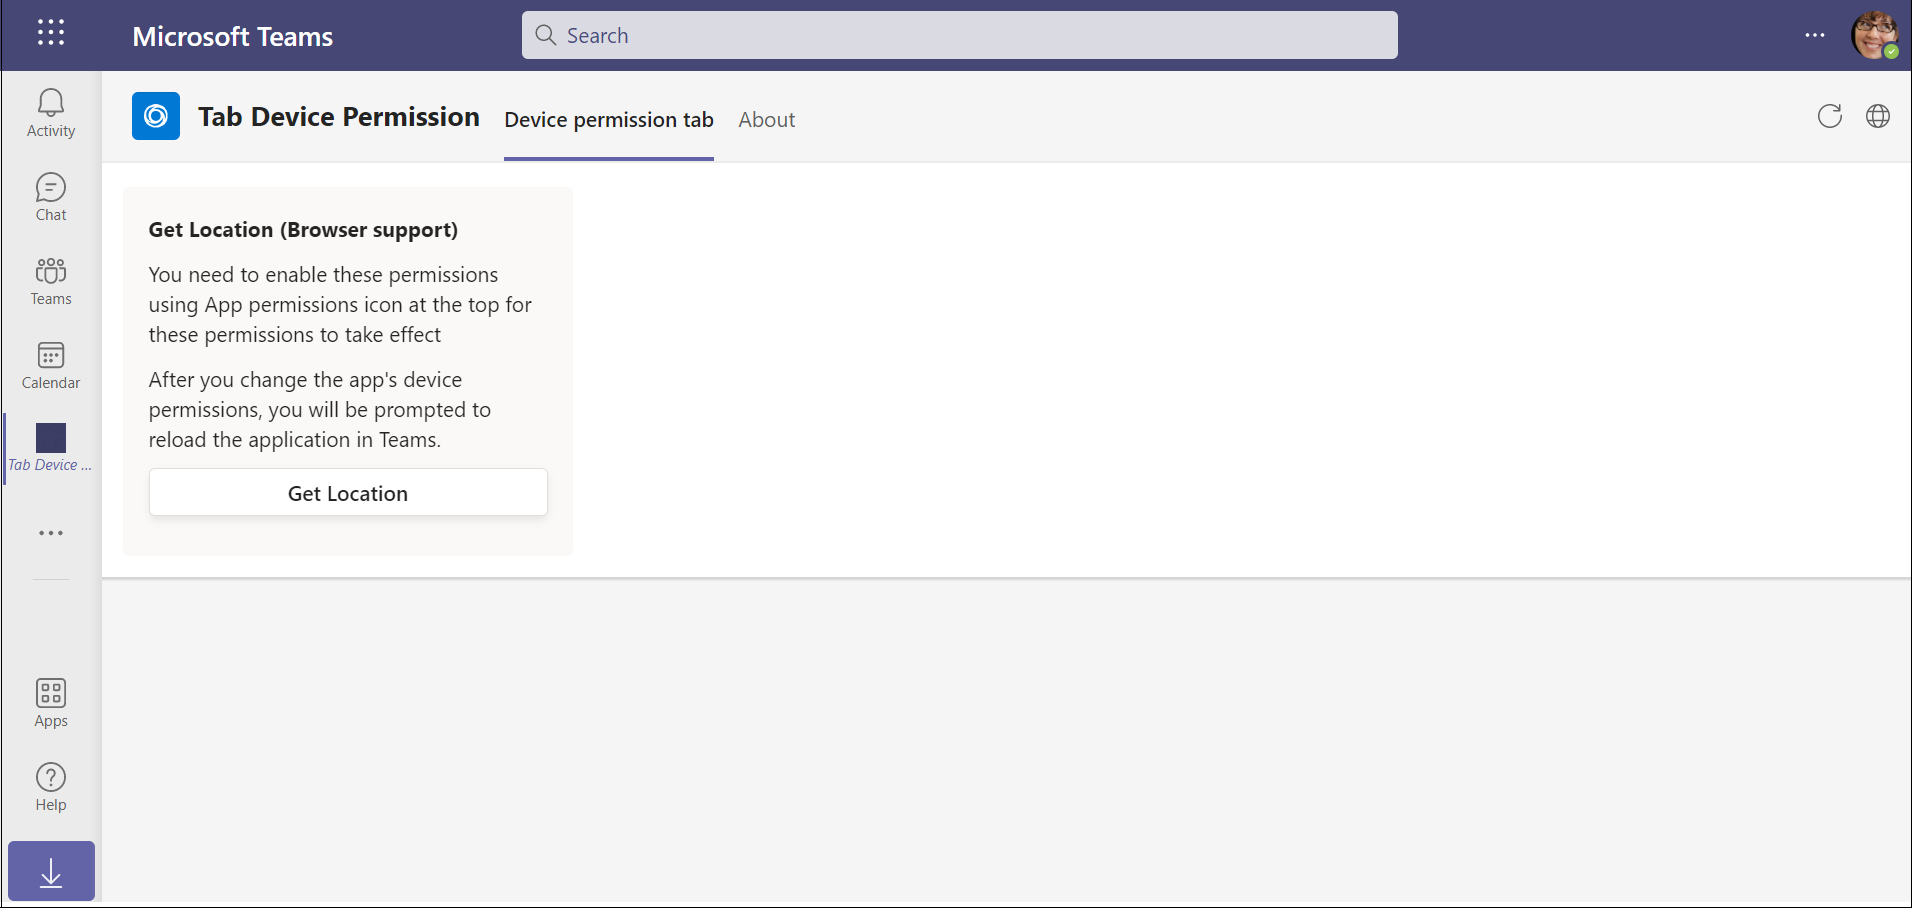 Microsoft Teams
Search
Activity
Chat
Teams
Calendar
Tab Device ...
Apps
Help
Tab Device Permission
Device permission tab
About
Get Location (Browser support)
You need to enable these permissions
using App permissions icon at the top for
these permissions to take effect
After you change the app's device
permissions, you will be prompted to
reload the application in Teams.
Get Location